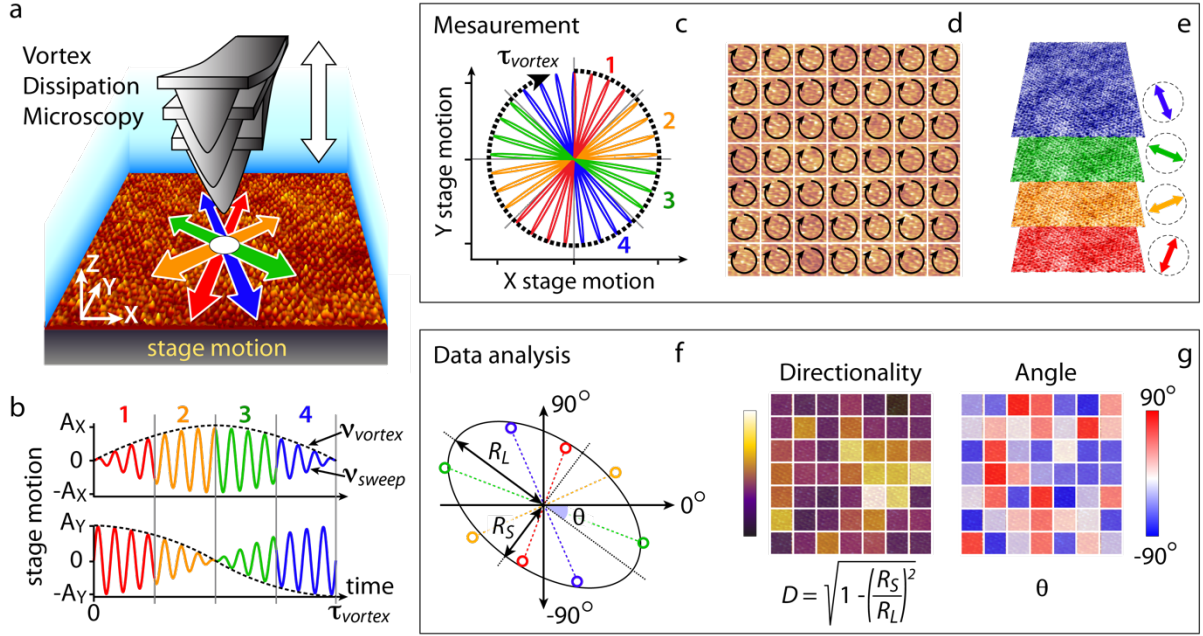 a
Vortex
Dissipation
Microscopy
Z
Y
X
stage motion
b
1 2 3 4
A_X
0
-A_X
ν_vortex
ν_sweep
A_Y
0
-A_Y
stage motion
time
0
τ_vortex
Mesaurement
c
τ_vortex
1
2
3
4
Y stage motion
X stage motion
d
e
Data analysis
f
90°
R_L
0°
R_S
θ
-90°
g
Directionality
Angle
90°
-90°
D = √1 - (R_S/R_L)²
θ